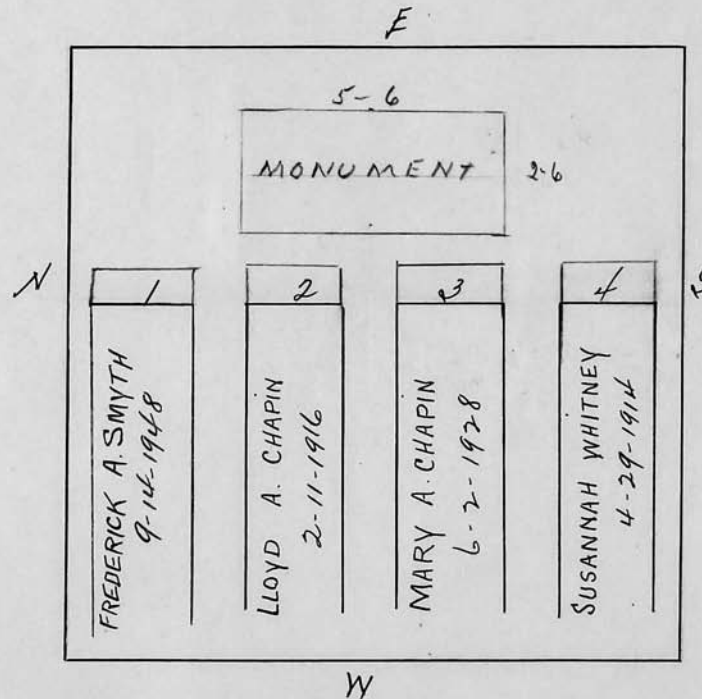 E
5-6
MONUMENT
2-6
N
S
1
2
3
4
FREDERICK A. SMYTH
9-14-1948
LLOYD A. CHAPIN
2-11-1916
MARY A. CHAPIN
6-2-1928
SUSANNAH WHITNEY
4-29-1914
W